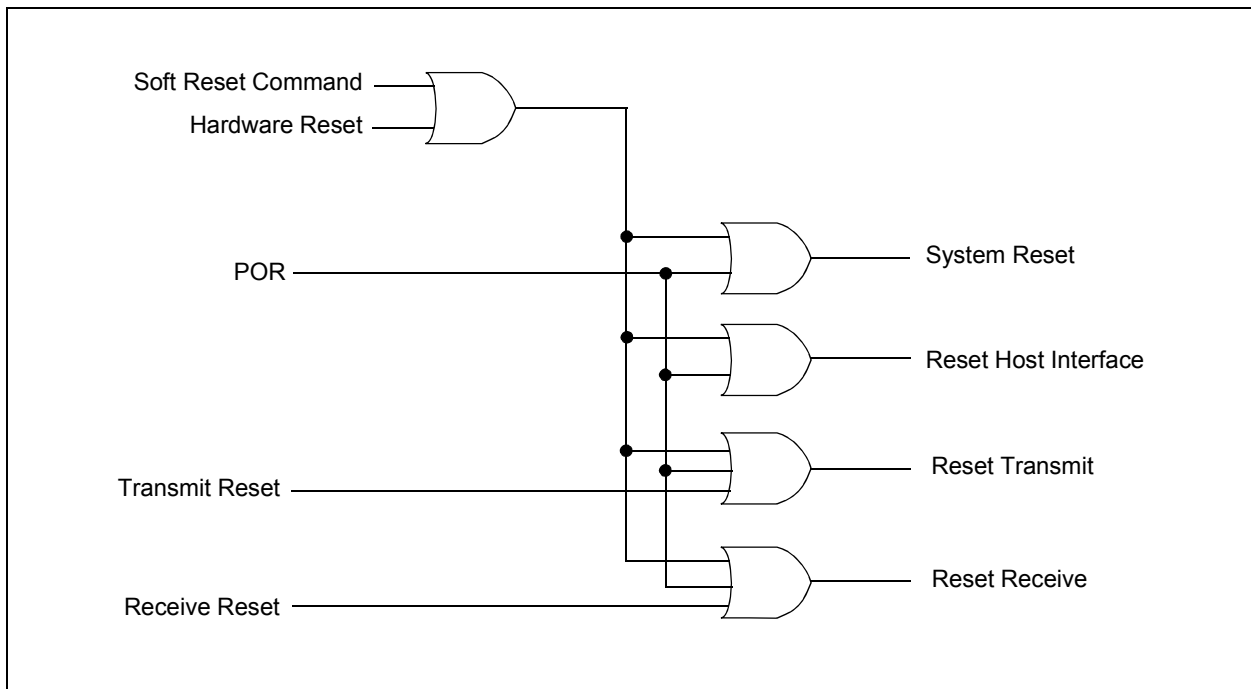 Soft Reset Command
Hardware Reset
System Reset
POR
Reset Host Interface
Reset Transmit
Transmit Reset
Reset Receive
Receive Reset